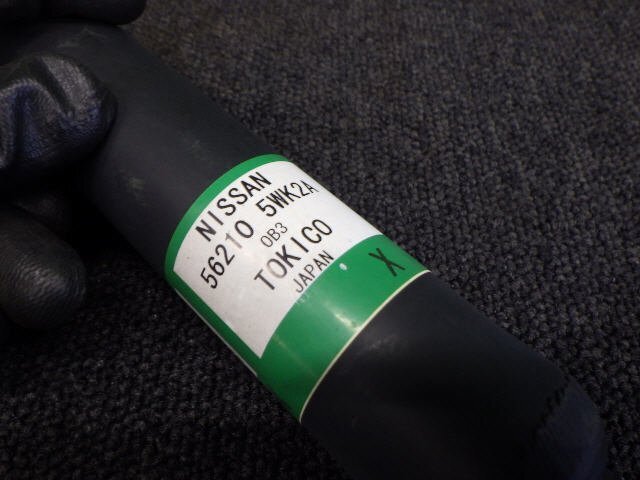 NISSAN
56210 5WK2A
0B3
TOKICO
JAPAN
X